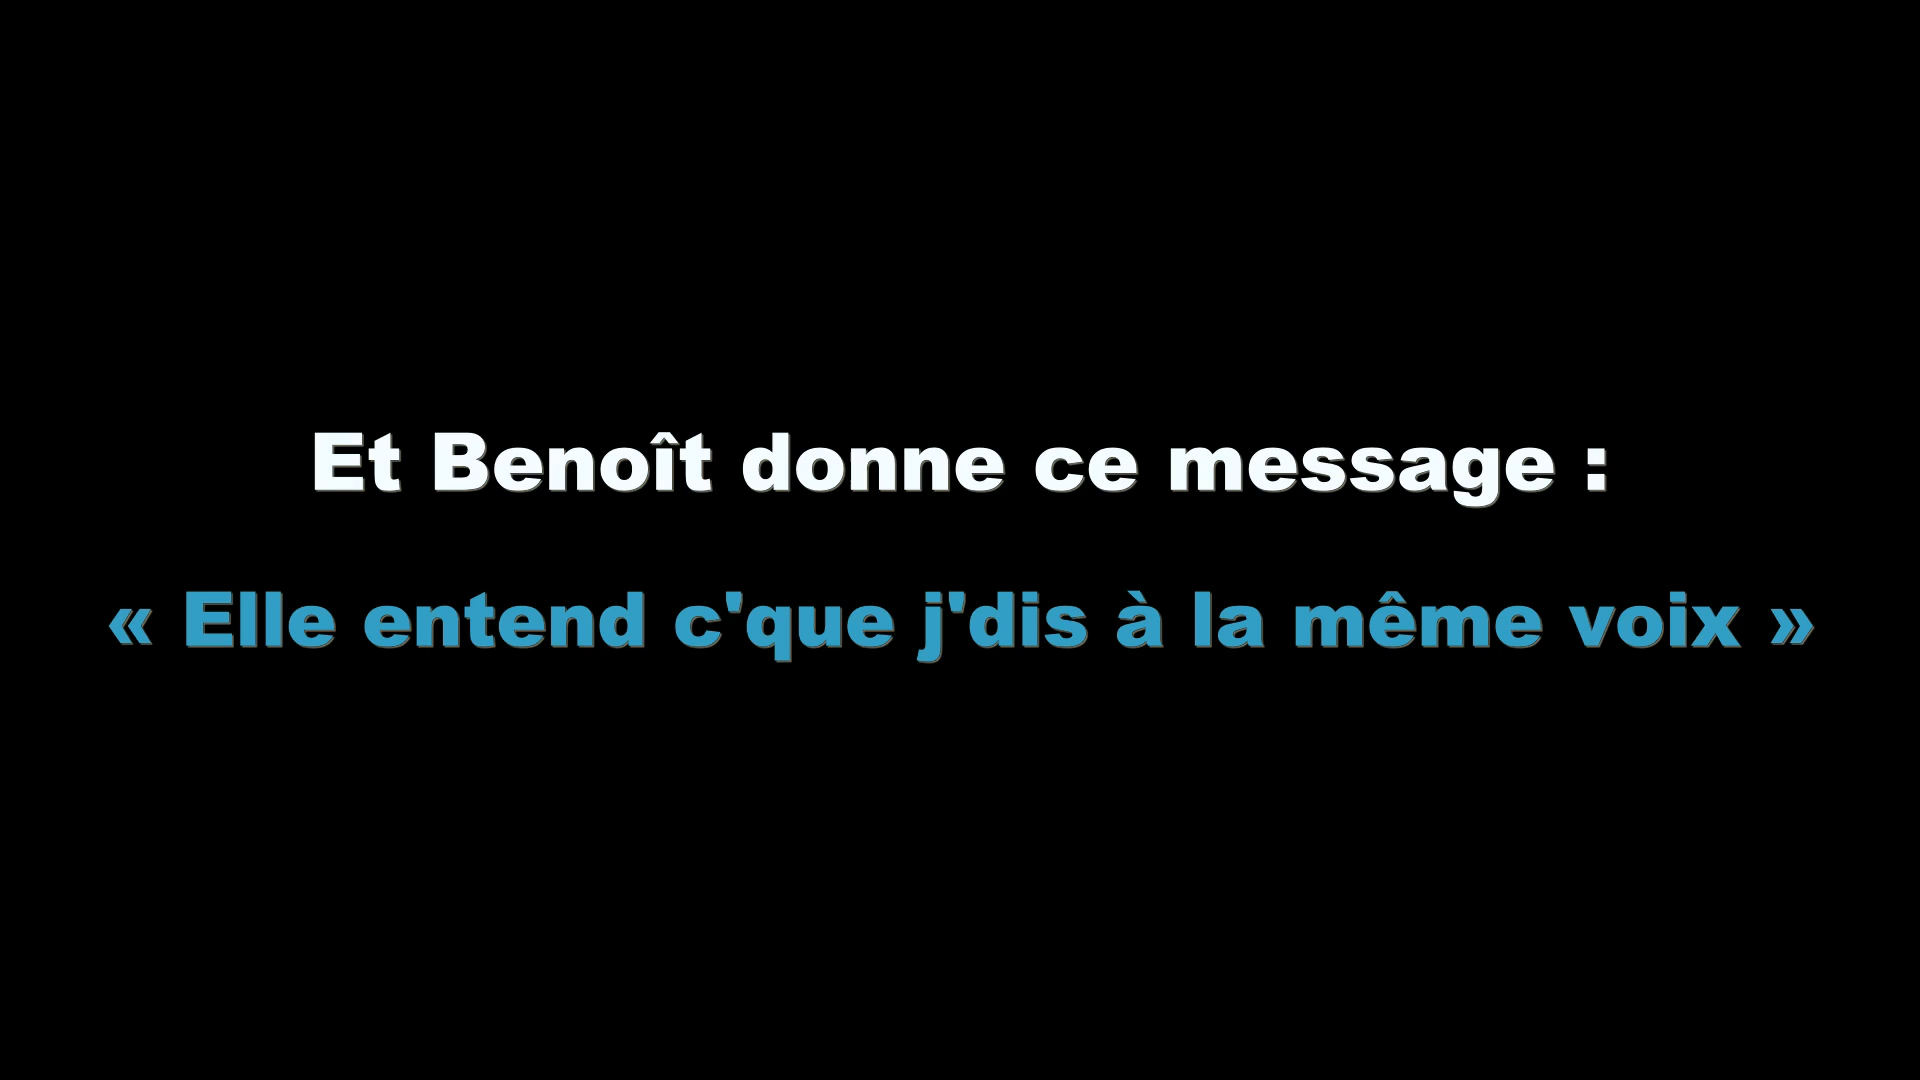 Et Benoît donne ce message :
« Elle entend c'que j'dis à la même voix »